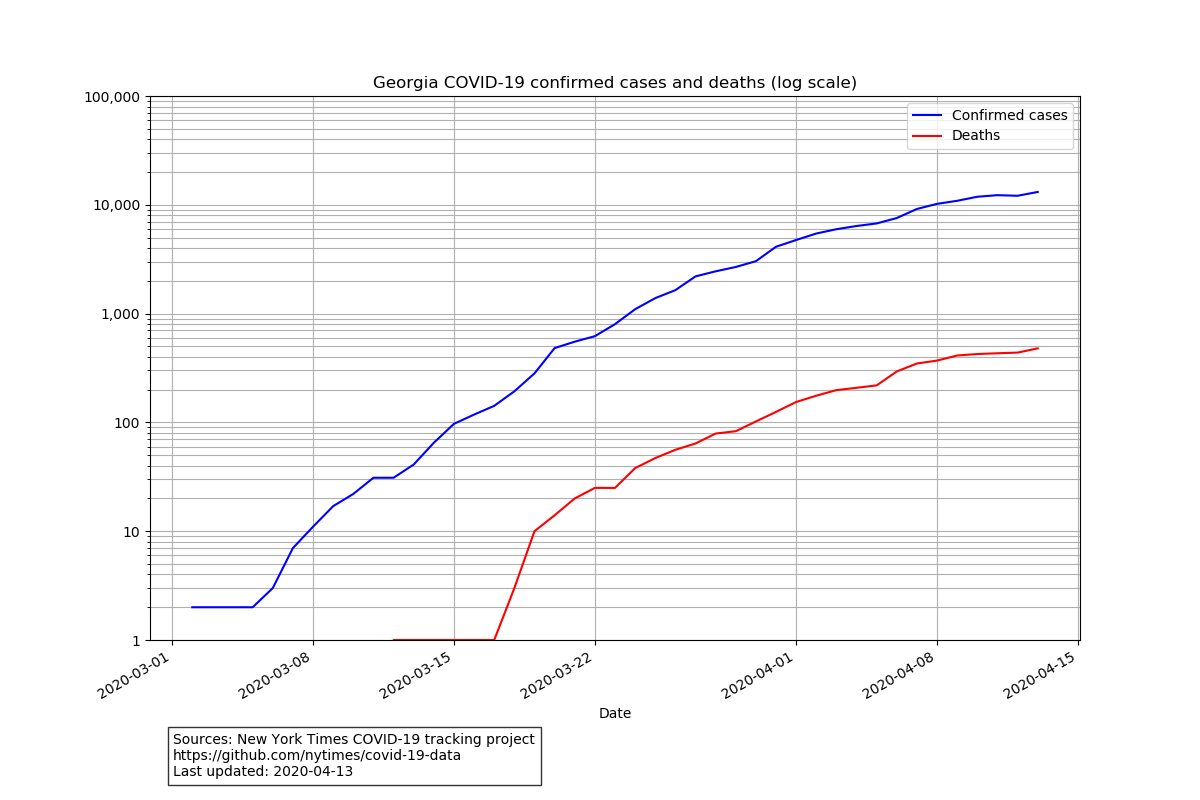 Georgia COVID-19 confirmed cases and deaths (log scale)
100,000
10,000
1,000
100
10
1
Confirmed cases
Deaths
2020-03-01
2020-03-08
2020-03-15
2020-03-22
2020-04-01
2020-04-08
2020-04-15
Date
Sources: New York Times COVID-19 tracking project
https://github.com/nytimes/covid-19-data
Last updated: 2020-04-13